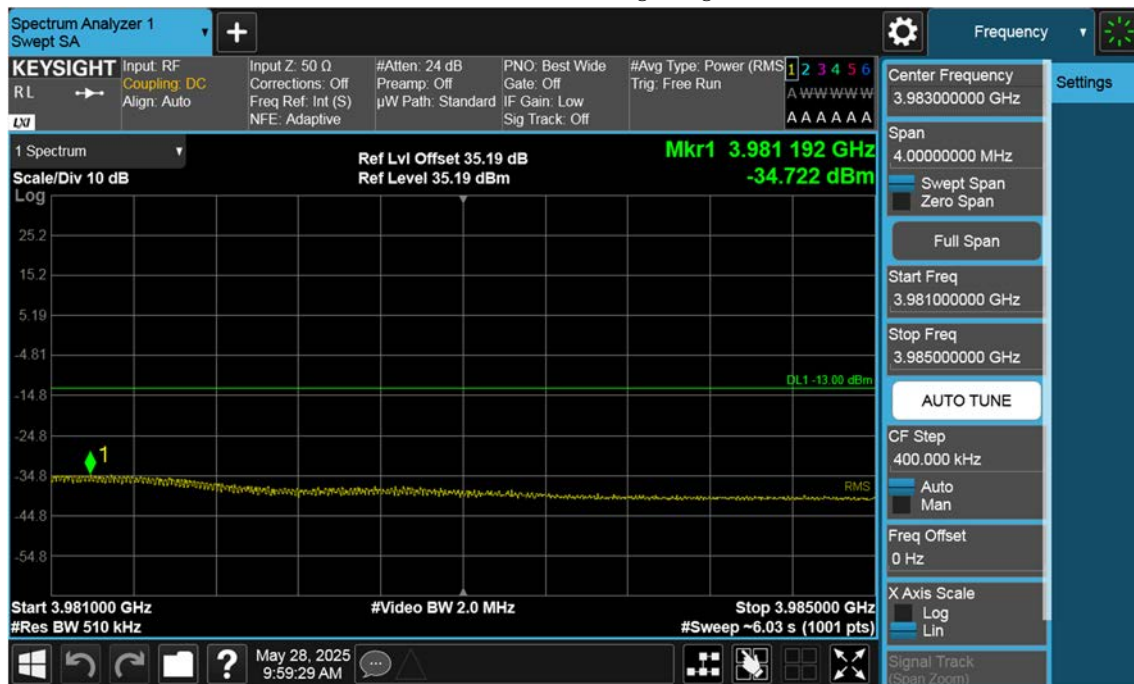 Spectrum Analyzer 1
Swept SA
+
Frequency
KEYSIGHT
RL
LXI
Input: RF
Coupling: DC
Align: Auto
Input Z: 50 Ω
Corrections: Off
Freq Ref: Int (S)
NFE: Adaptive
#Atten: 24 dB
Preamp: Off
µW Path: Standard
PNO: Best Wide
Gate: Off
IF Gain: Low
Sig Track: Off
#Avg Type: Power (RMS
Trig: Free Run
1 2 3 4 5 6
A W W W W W
A A A A A A
Center Frequency
3.983000000 GHz
Settings
1 Spectrum
Scale/Div 10 dB
Ref Lvl Offset 35.19 dB
Ref Level 35.19 dBm
Mkr1 3.981 192 GHz
-34.722 dBm
Span
4.00000000 MHz
Swept Span
Zero Span
Full Span
Log
25.2
15.2
5.19
-4.81
-14.8
-24.8
-34.8
-44.8
-54.8
DL1 -13.00 dBm
1
RMS
Start Freq
3.981000000 GHz
Stop Freq
3.985000000 GHz
AUTO TUNE
CF Step
400.000 kHz
Auto
Man
Freq Offset
0 Hz
X Axis Scale
Log
Lin
Signal Track
(Span Zoom)
Start 3.981000 GHz
#Video BW 2.0 MHz
Stop 3.985000 GHz
#Res BW 510 kHz
#Sweep ~6.03 s (1001 pts)
?
May 28, 2025
9:59:29 AM